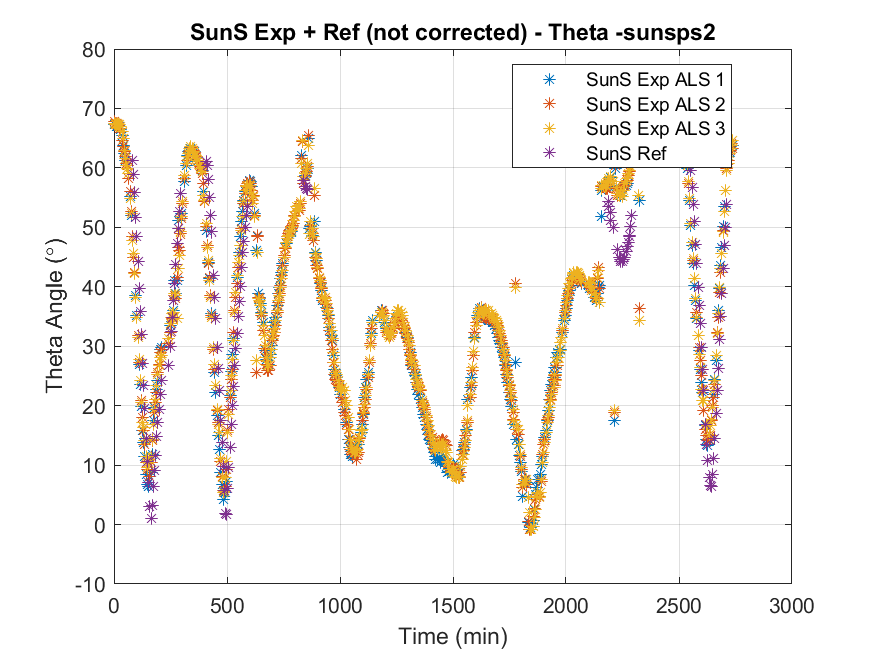 SunS Exp + Ref (not corrected) - Theta -sunsps2
80
70
60
50
40
30
20
10
0
-10
Theta Angle (°)
SunS Exp ALS 1
SunS Exp ALS 2
SunS Exp ALS 3
SunS Ref
0 500 1000 1500 2000 2500 3000
Time (min)